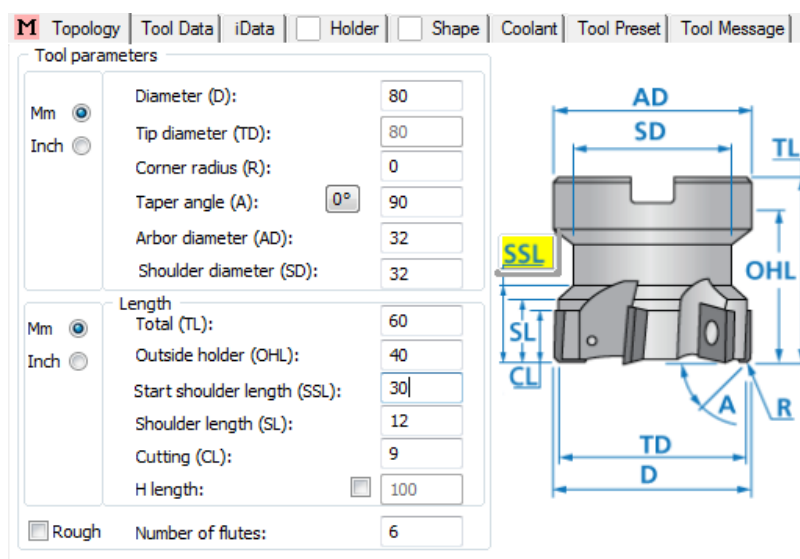 M Topology Tool Data iData Holder Shape Coolant Tool Preset Tool Message
Tool parameters
Mm
Inch
Diameter (D): 80
Tip diameter (TD): 80
Corner radius (R): 0
Taper angle (A): 0° 90
Arbor diameter (AD): 32
Shoulder diameter (SD): 32
Length
Mm
Inch
Total (TL): 60
Outside holder (OHL): 40
Start shoulder length (SSL): 30
Shoulder length (SL): 12
Cutting (CL): 9
H length: 100
Rough Number of flutes: 6
AD
SD
TL
SSL
OHL
SL
CL
A
R
TD
D